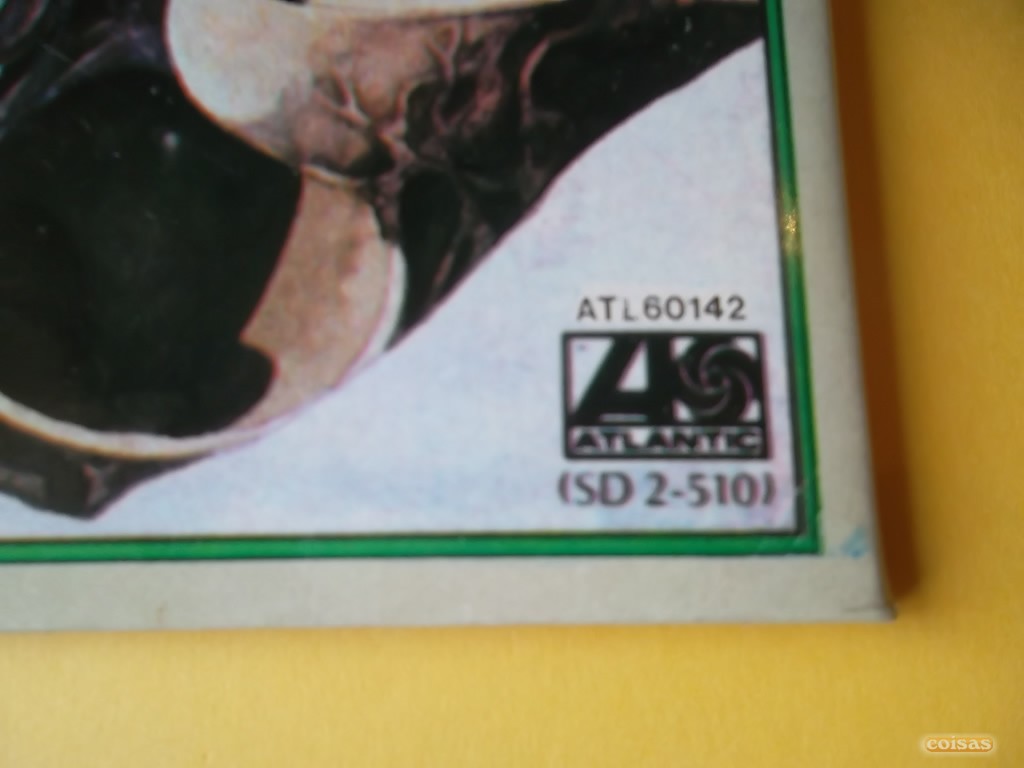 ATL60142
ATLANTIC
(SD 2-510)
coisas